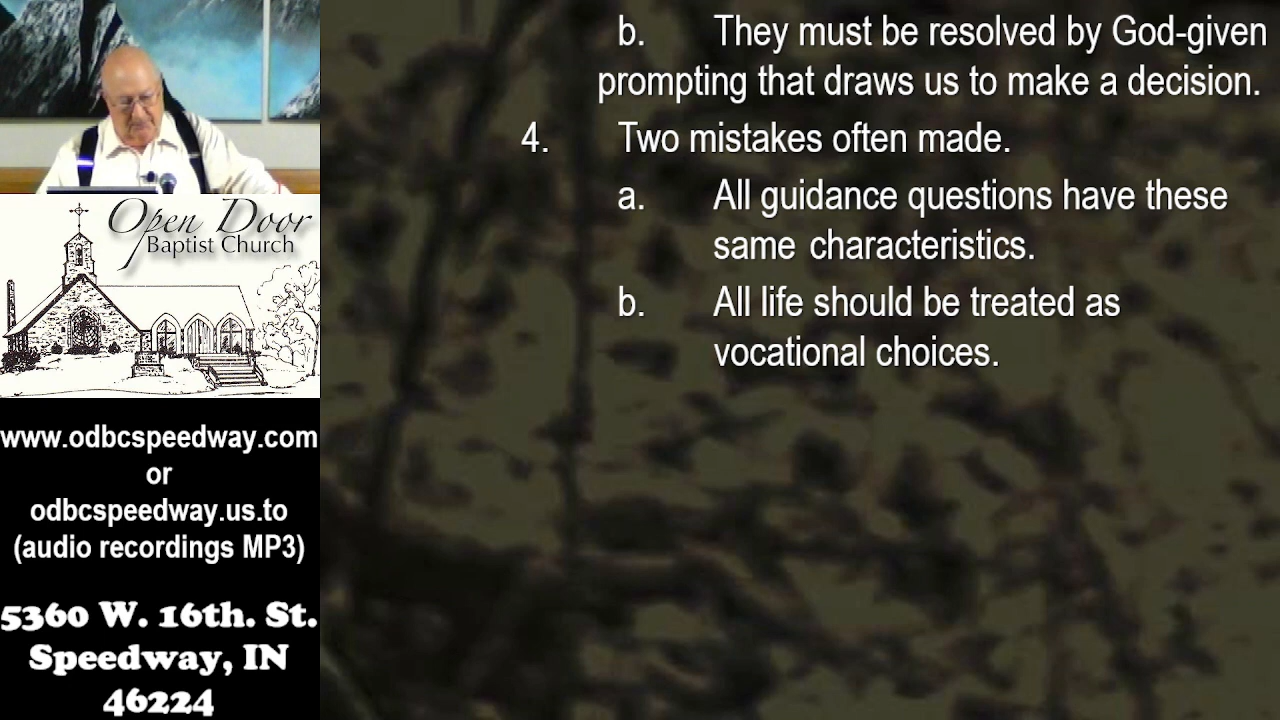 b. They must be resolved by God-given
prompting that draws us to make a decision.
4. Two mistakes often made.
a. All guidance questions have these
same characteristics.
b. All life should be treated as
vocational choices.
Open Door
Baptist Church
www.odbcspeedway.com
or
odbcspeedway.us.to
(audio recordings MP3)
5360 W. 16th. St.
Speedway, IN
46224